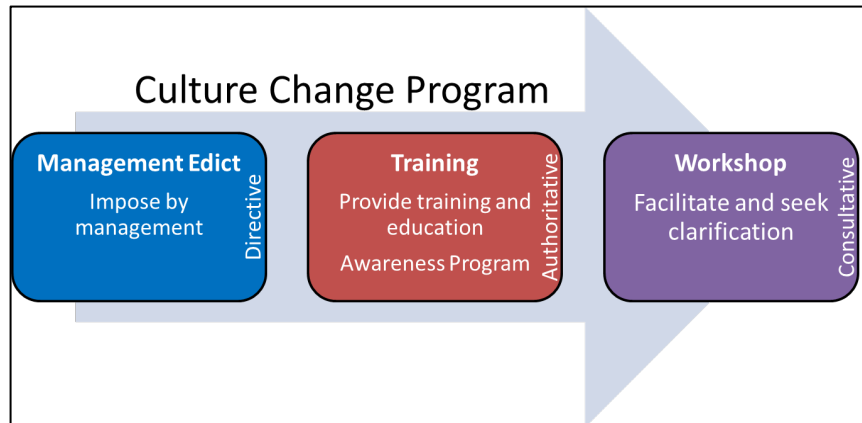 Culture Change Program
Management Edict
Impose by
management
Directive
Training
Provide training and
education
Awareness Program
Authoritative
Workshop
Facilitate and seek
clarification
Consultative